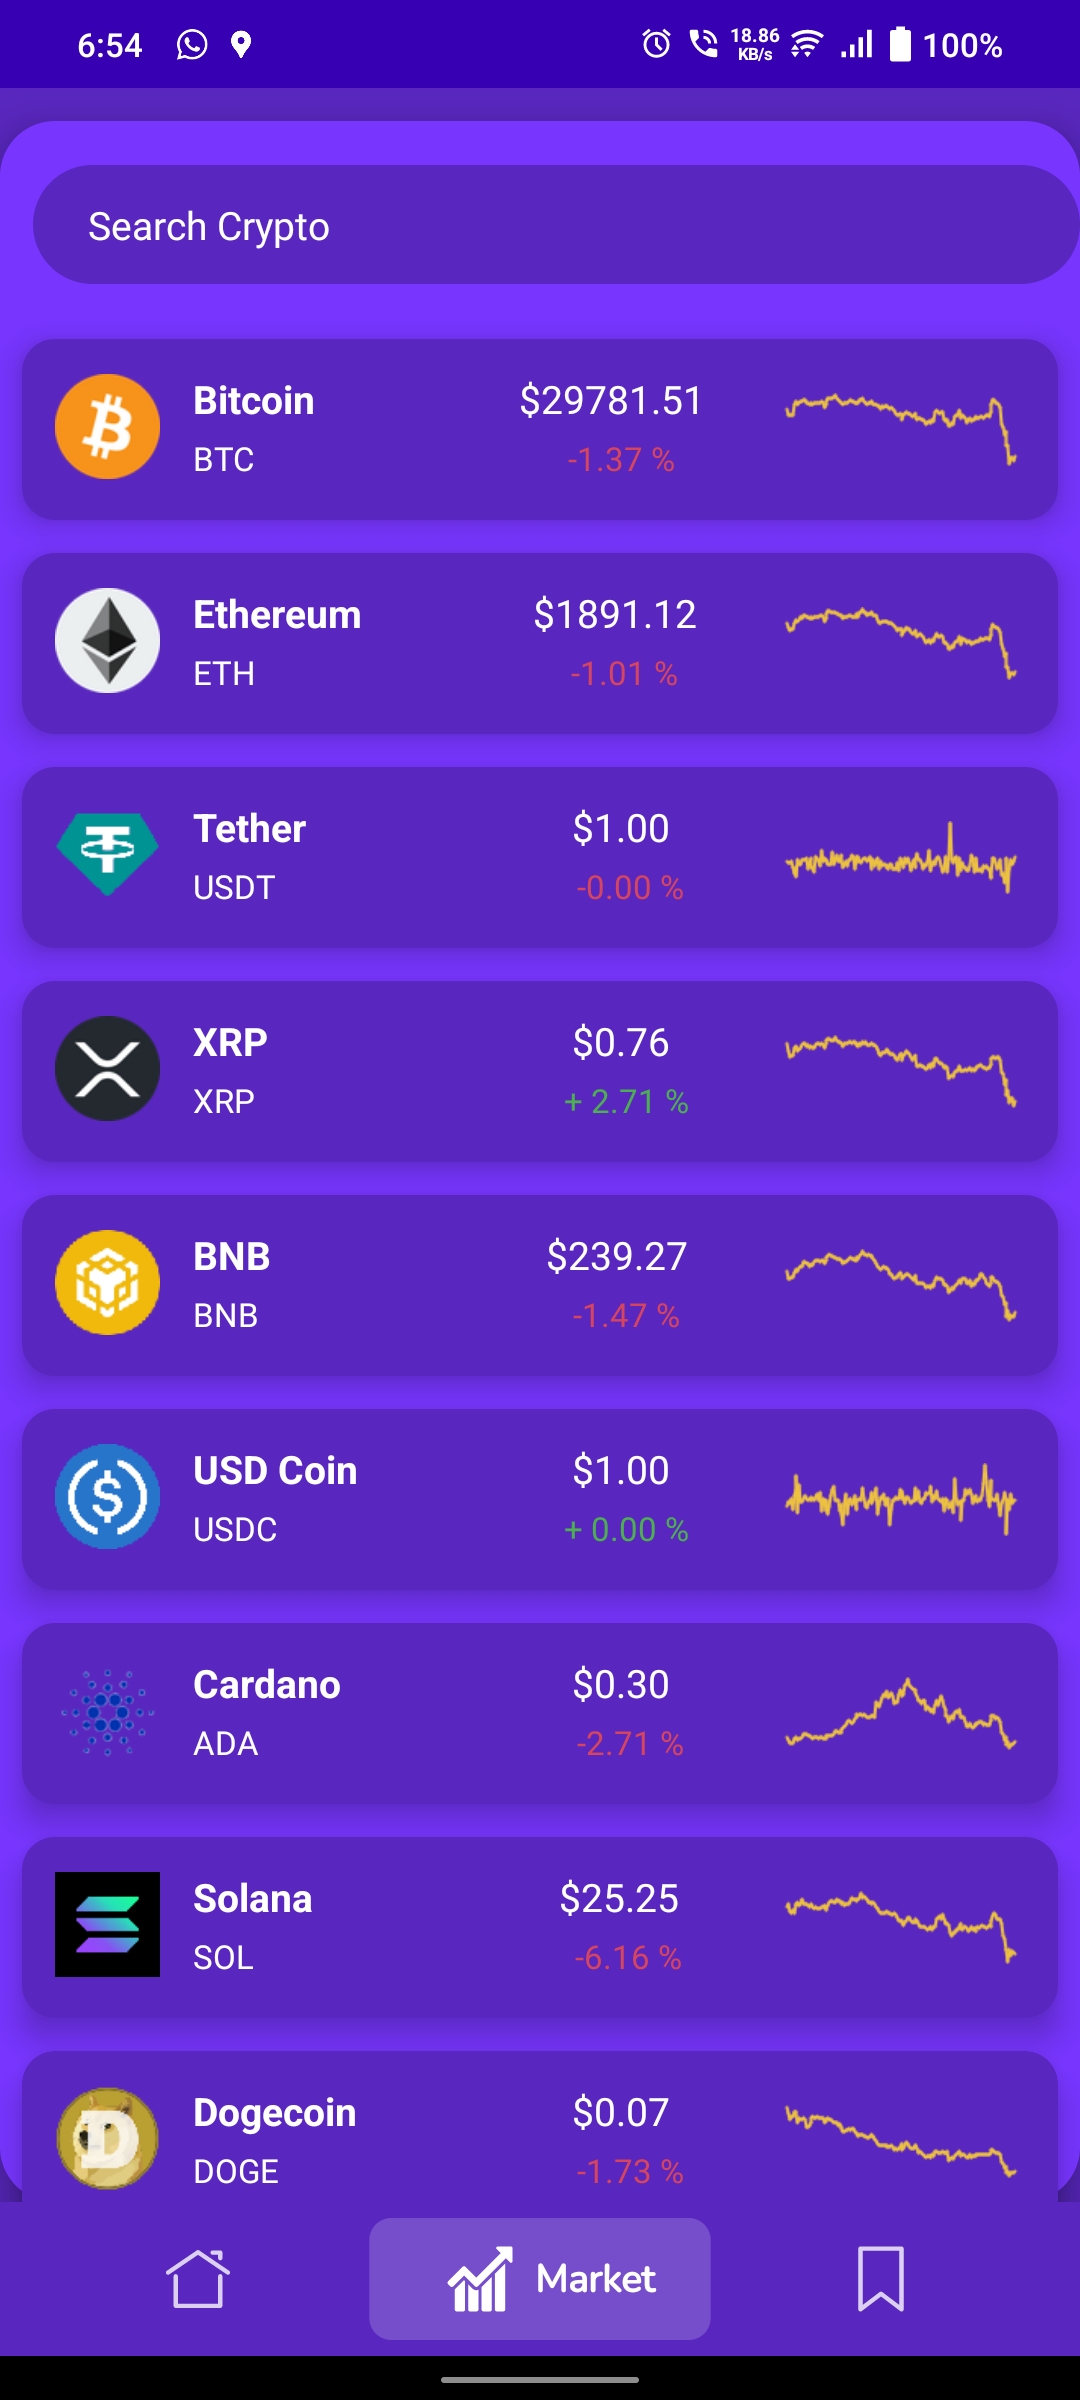 6:54
18.86
KB/s
100%
Search Crypto
Bitcoin
$29781.51
BTC
-1.37 %
Ethereum
$1891.12
ETH
-1.01 %
Tether
$1.00
USDT
-0.00 %
XRP
$0.76
XRP
+ 2.71 %
BNB
$239.27
BNB
-1.47 %
USD Coin
$1.00
USDC
+ 0.00 %
Cardano
$0.30
ADA
-2.71 %
Solana
$25.25
SOL
-6.16 %
Dogecoin
$0.07
DOGE
-1.73 %
Market